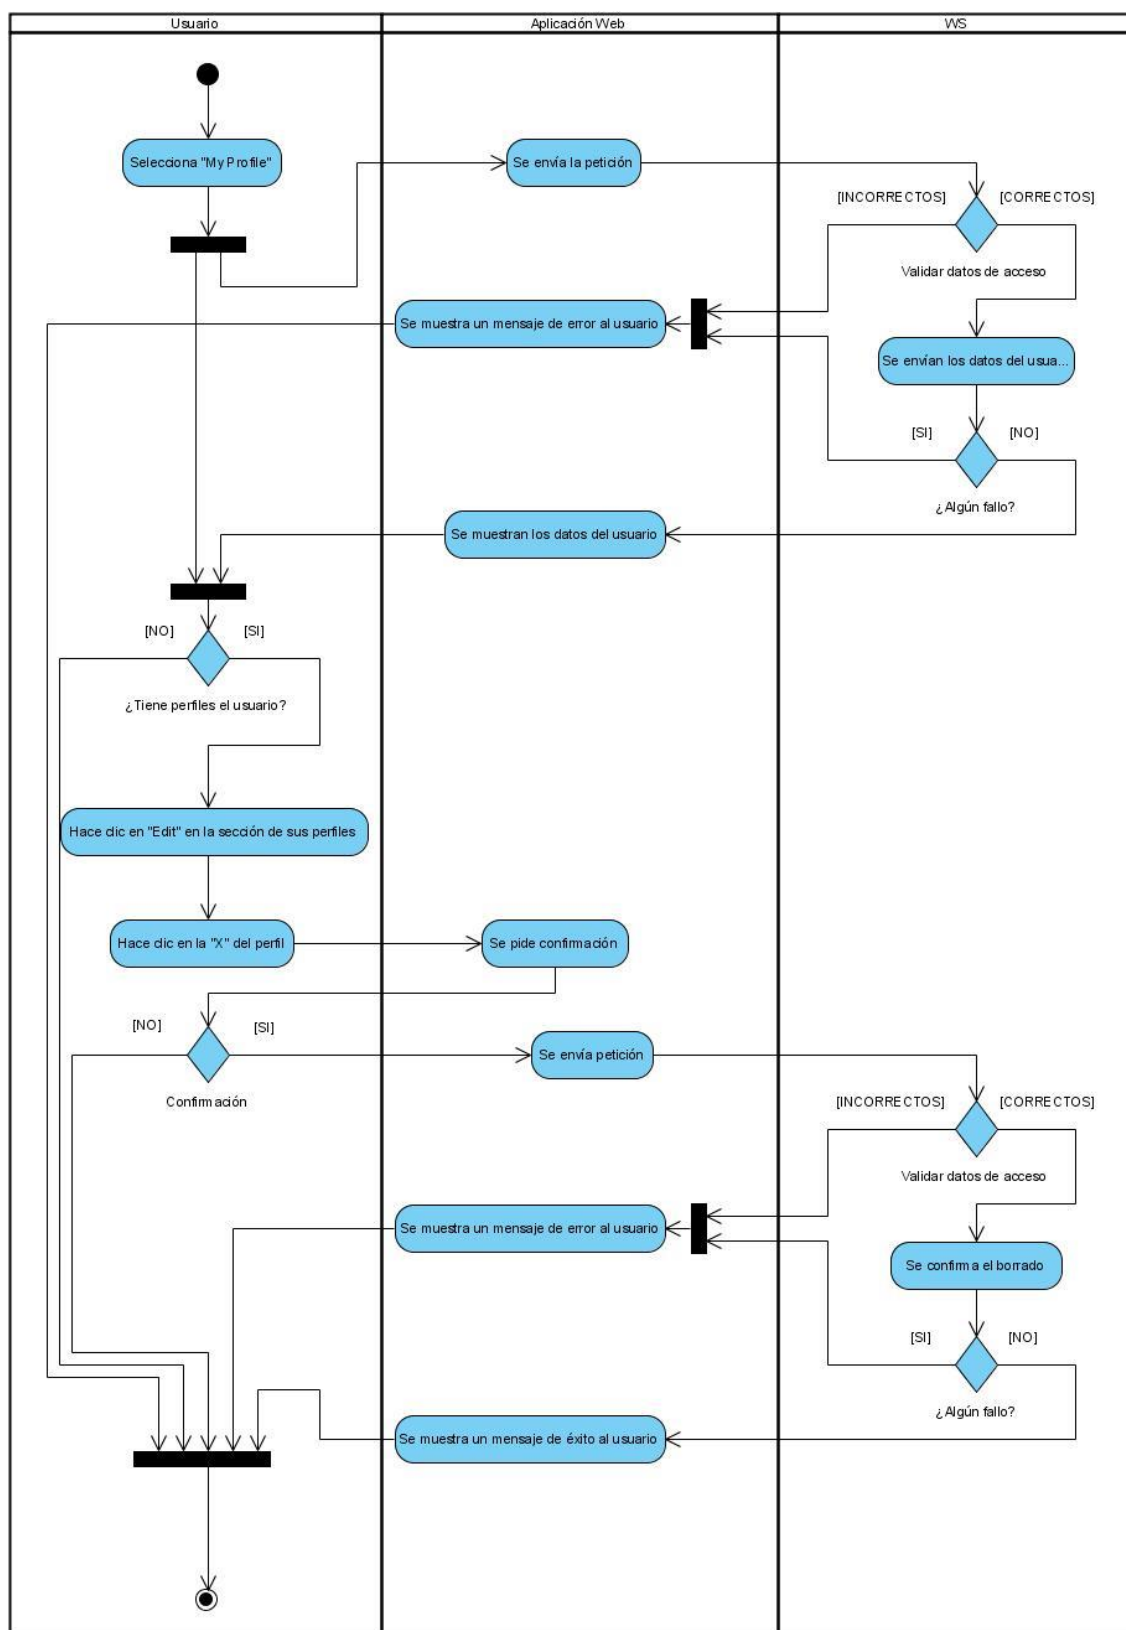 Usuario
Aplicación Web
WS
Selecciona "My Profile"
Se envía la petición
[INCORRECTOS]
[CORRECTOS]
Validar datos de acceso
Se muestra un mensaje de error al usuario
Se envían los datos del usua...
[SI]
[NO]
¿Algún fallo?
Se muestran los datos del usuario
[NO]
[SI]
¿Tiene perfiles el usuario?
Hace clic en "Edit" en la sección de sus perfiles
Hace clic en la "X" del perfil
Se pide confirmación
[NO]
[SI]
Se envía petición
Confirmación
[INCORRECTOS]
[CORRECTOS]
Validar datos de acceso
Se muestra un mensaje de error al usuario
Se confirma el borrado
[SI]
[NO]
¿Algún fallo?
Se muestra un mensaje de éxito al usuario